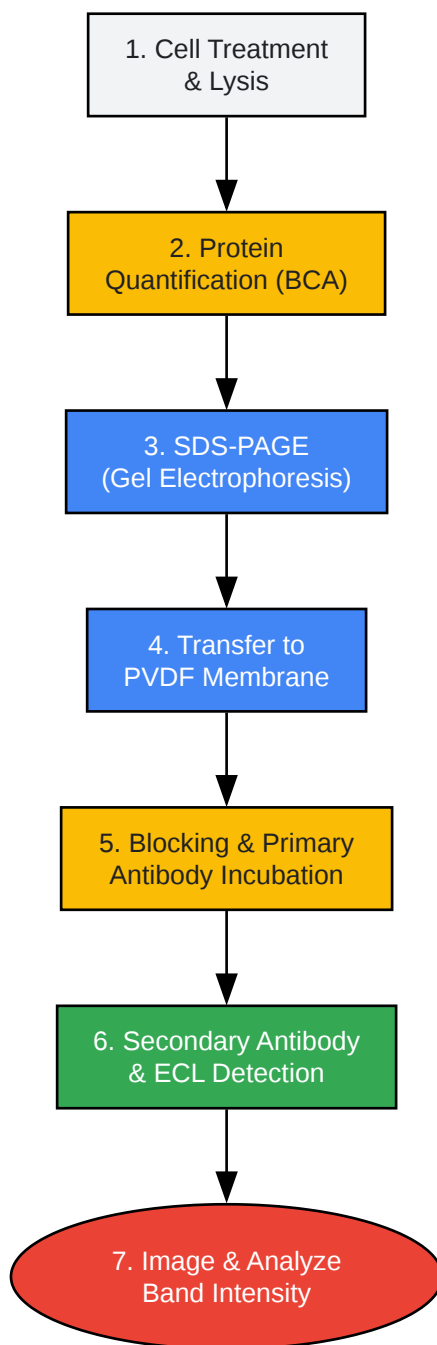 1. Cell Treatment
& Lysis
2. Protein
Quantification (BCA)
3. SDS-PAGE
(Gel Electrophoresis)
4. Transfer to
PVDF Membrane
5. Blocking & Primary
Antibody Incubation
6. Secondary Antibody
& ECL Detection
7. Image & Analyze
Band Intensity